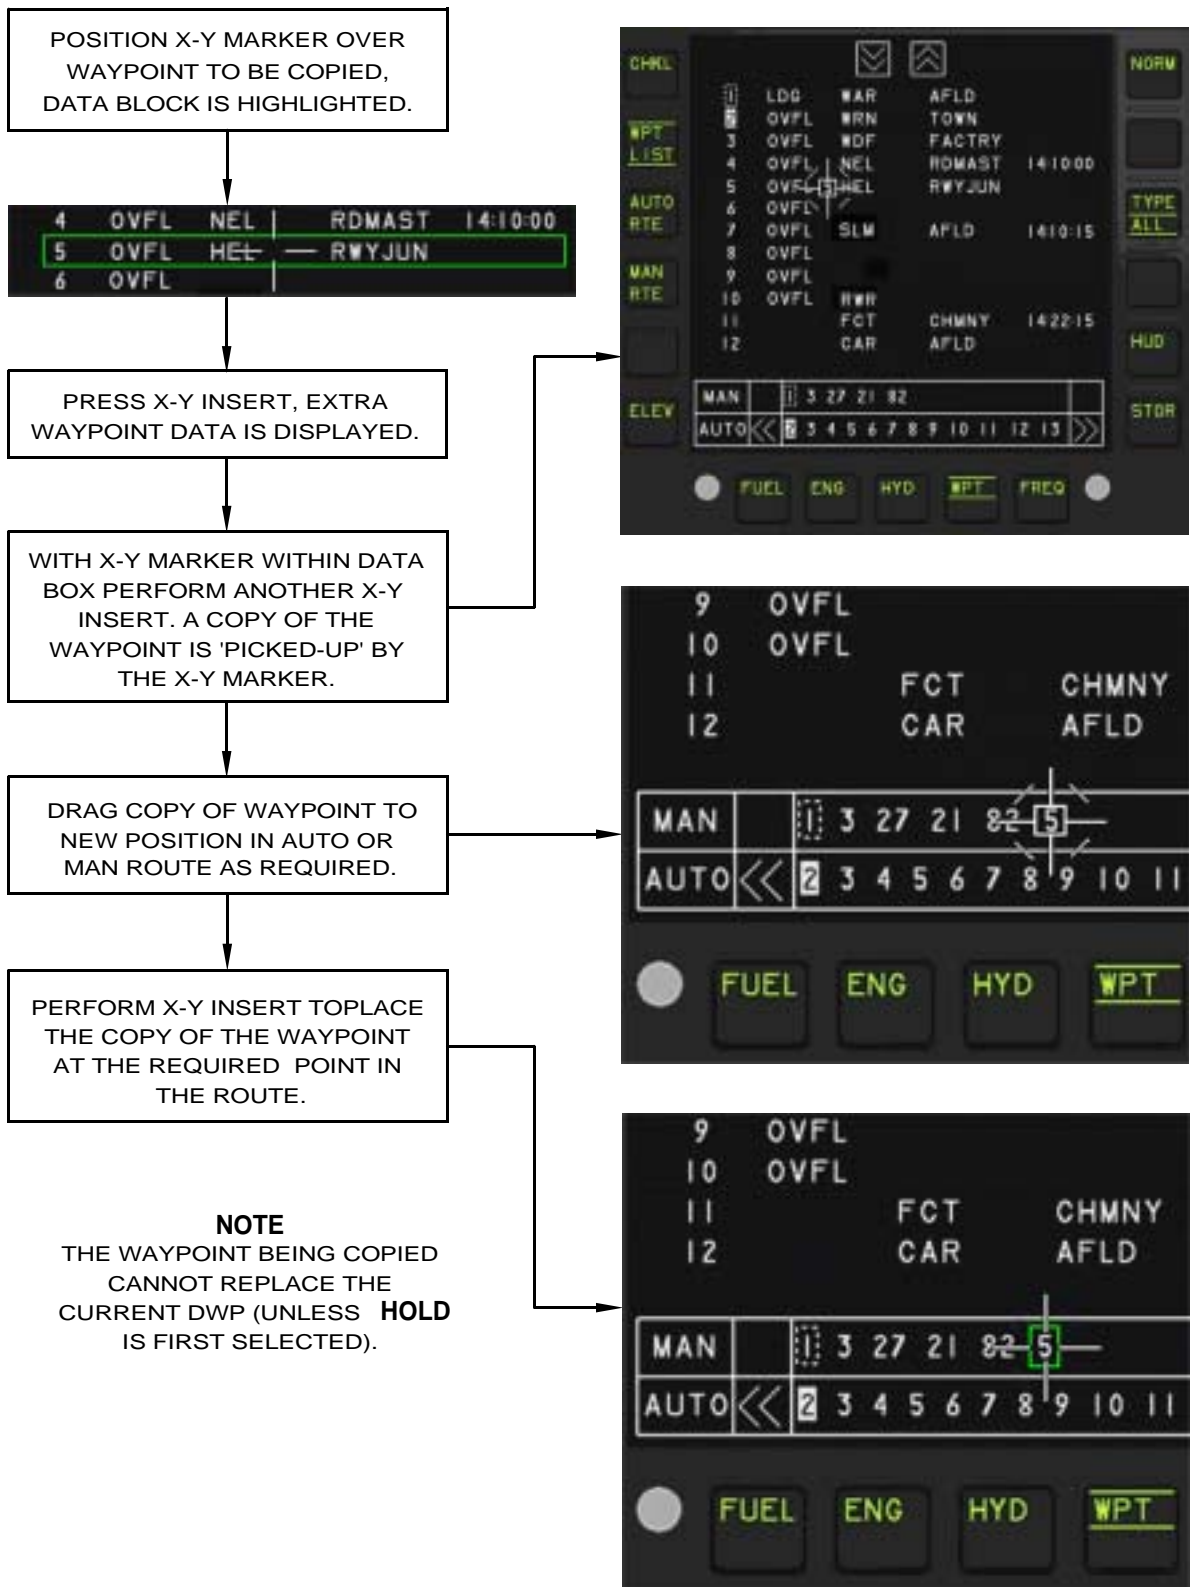 POSITION X-Y MARKER OVER
WAYPOINT TO BE COPIED,
DATA BLOCK IS HIGHLIGHTED.
4 OVFL NEL RDMAST 14:10:00
5 OVFL HEL RWYJUN
6 OVFL
PRESS X-Y INSERT, EXTRA
WAYPOINT DATA IS DISPLAYED.
WITH X-Y MARKER WITHIN DATA
BOX PERFORM ANOTHER X-Y
INSERT. A COPY OF THE
WAYPOINT IS 'PICKED-UP' BY
THE X-Y MARKER.
DRAG COPY OF WAYPOINT TO
NEW POSITION IN AUTO OR
MAN ROUTE AS REQUIRED.
PERFORM X-Y INSERT TOPLACE
THE COPY OF THE WAYPOINT
AT THE REQUIRED POINT IN
THE ROUTE.
NOTE
THE WAYPOINT BEING COPIED
CANNOT REPLACE THE
CURRENT DWP (UNLESS HOLD
IS FIRST SELECTED).
CHKL
WPT
LIST
AUTO
RTE
MAN
RTE
ELEV
1 LDG WAR AFLD
2 OVFL WRN TOWN
3 OVFL WDF FACTRY
4 OVFL NEL RDMAST 14:10:00
5 OVFL 5 HEL RWYJUN
6 OVFL
7 OVFL SLM AFLD 14:10:15
8 OVFL
9 OVFL
10 OVFL RWR
11 FCT CHMNY 14:22:15
12 CAR AFLD
MAN 1 3 27 21 82
AUTO << 2 3 4 5 6 7 8 9 10 11 12 13 >>
NORM
TYPE
ALL
HUD
STOR
FUEL ENG HYD WPT FREQ
9 OVFL
10 OVFL
11 FCT CHMNY
12 CAR AFLD
MAN 1 3 27 21 82 5
AUTO << 2 3 4 5 6 7 8 9 10 11
FUEL ENG HYD WPT
9 OVFL
10 OVFL
11 FCT CHMNY
12 CAR AFLD
MAN 1 3 27 21 82 5
AUTO << 2 3 4 5 6 7 8 9 10 11
FUEL ENG HYD WPT